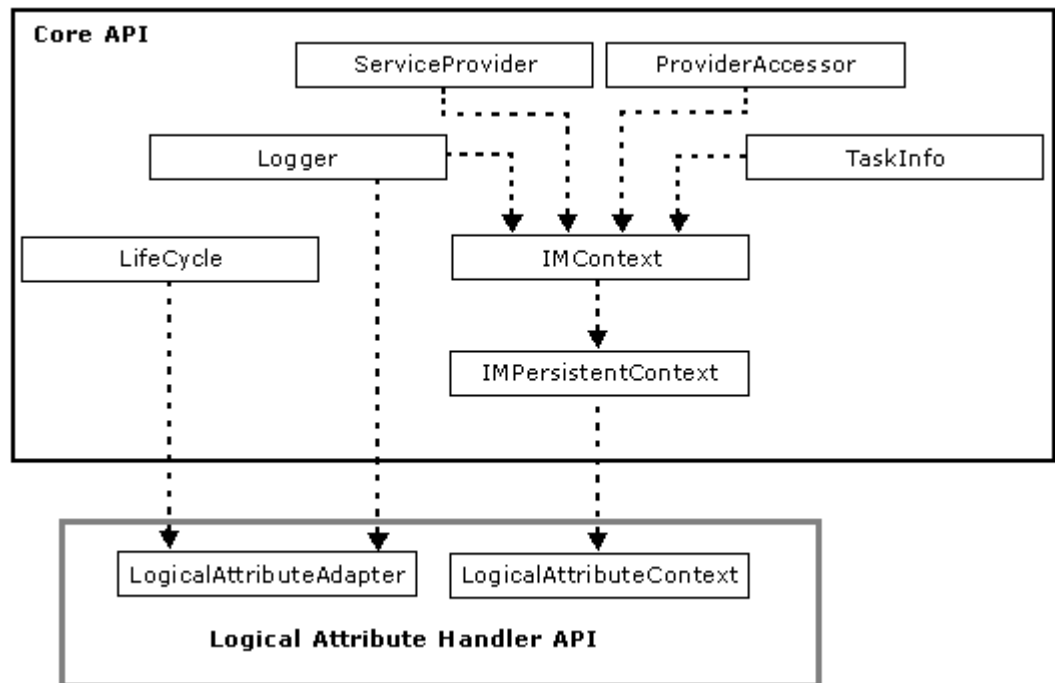 Core API
ServiceProvider
ProviderAccessor
Logger
TaskInfo
LifeCycle
IMContext
IMPersistentContext
LogicalAttributeAdapter
LogicalAttributeContext
Logical Attribute Handler API